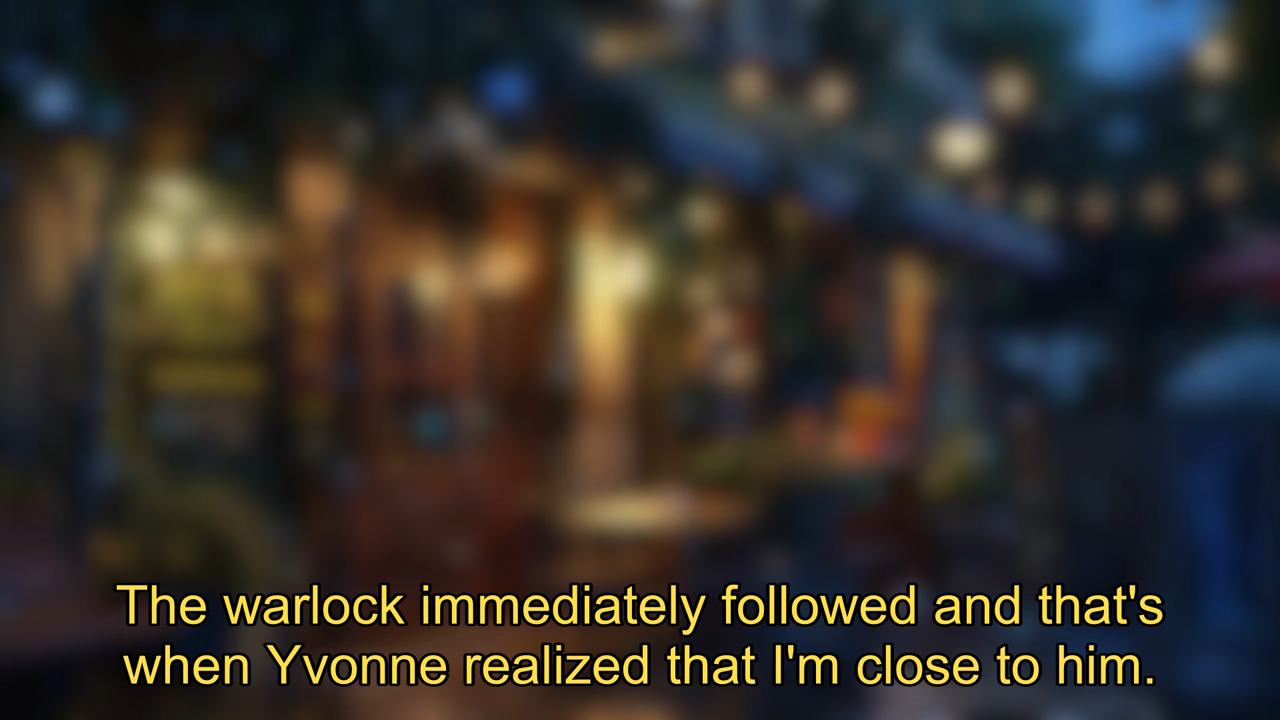 The warlock immediately followed and that's
when Yvonne realized that I'm close to him.